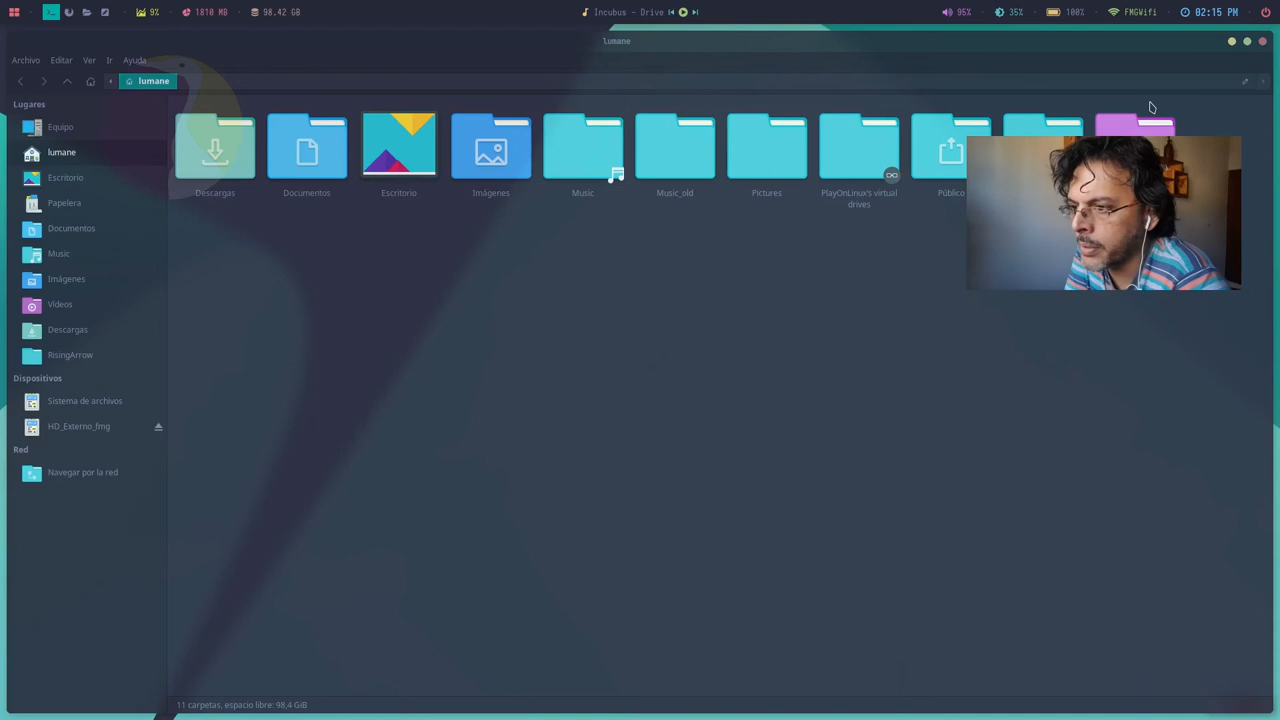 9%
1810 MB
98.42 GB
Incubus - Drive
95%
35%
100%
FMGWifi
02:15 PM
lumane
Archivo Editar Ver Ir Ayuda
lumane
Lugares
Equipo
lumane
Escritorio
Papelera
Documentos
Music
Imágenes
Vídeos
Descargas
RisingArrow
Dispositivos
Sistema de archivos
HD_Externo_fmg
Red
Navegar por la red
Descargas
Documentos
Escritorio
Imágenes
Music
Music_old
Pictures
PlayOnLinux's virtual
drives
Público
11 carpetas, espacio libre: 98,4 GiB